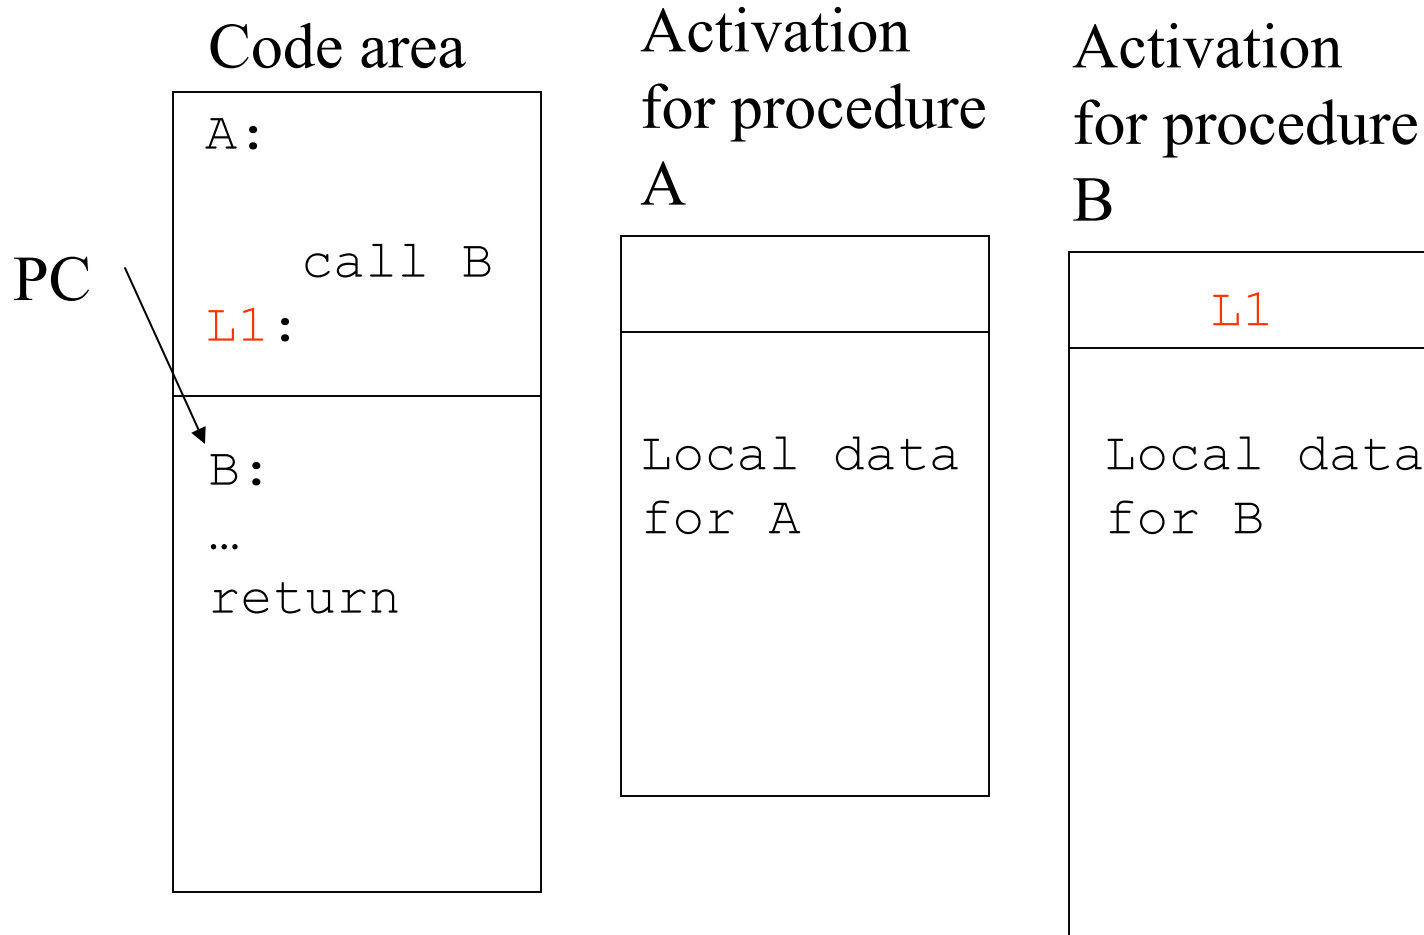 Code area
A:
call B
L1:
PC
B:
…
return
Activation
for procedure
A
Local data
for A
Activation
for procedure
B
L1
Local data
for B